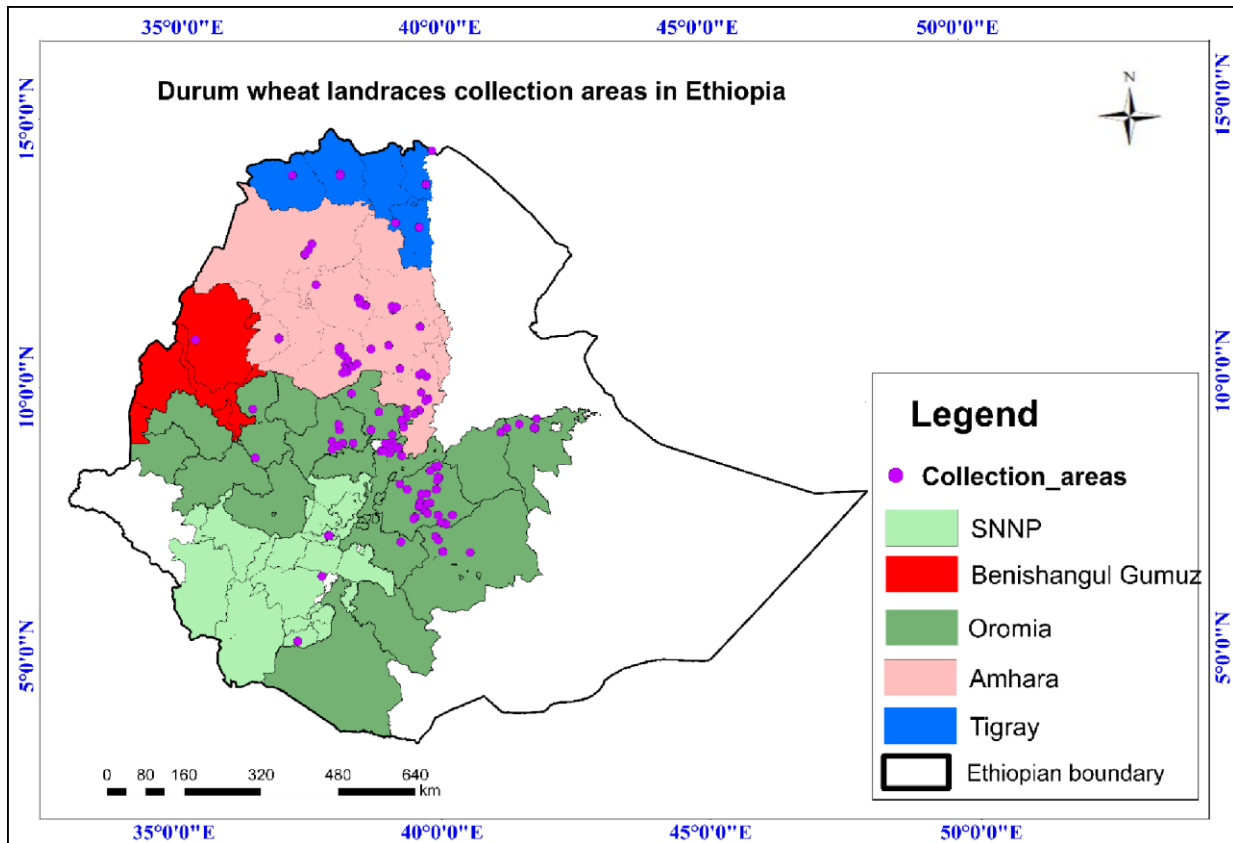 35°0'0"E 40°0'0"E 45°0'0"E 50°0'0"E
Durum wheat landraces collection areas in Ethiopia
N
15°0'0"N 15°0'0"N
10°0'0"N 10°0'0"N
5°0'0"N 5°0'0"N
Legend
Collection_areas
SNNP
Benishangul Gumuz
Oromia
Amhara
Tigray
Ethiopian boundary
0 80 160 320 480 640
km
35°0'0"E 40°0'0"E 45°0'0"E 50°0'0"E